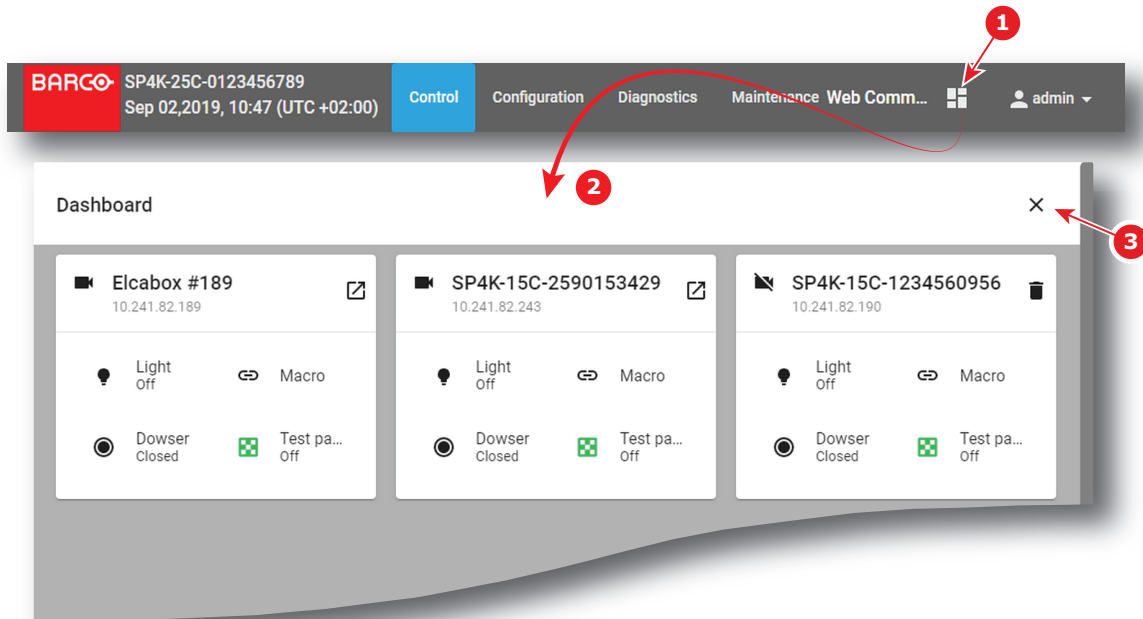 1
BARCO SP4K-25C-0123456789
Sep 02,2019, 10:47 (UTC +02:00)
Control Configuration Diagnostics Maintenance Web Comm... admin
2
Dashboard
3
Elcabox #189
10.241.82.189
Light
Off
Macro
Dowser
Closed
Test pa...
Off
SP4K-15C-2590153429
10.241.82.243
Light
Off
Macro
Dowser
Closed
Test pa...
Off
SP4K-15C-1234560956
10.241.82.190
Light
Off
Macro
Dowser
Closed
Test pa...
Off